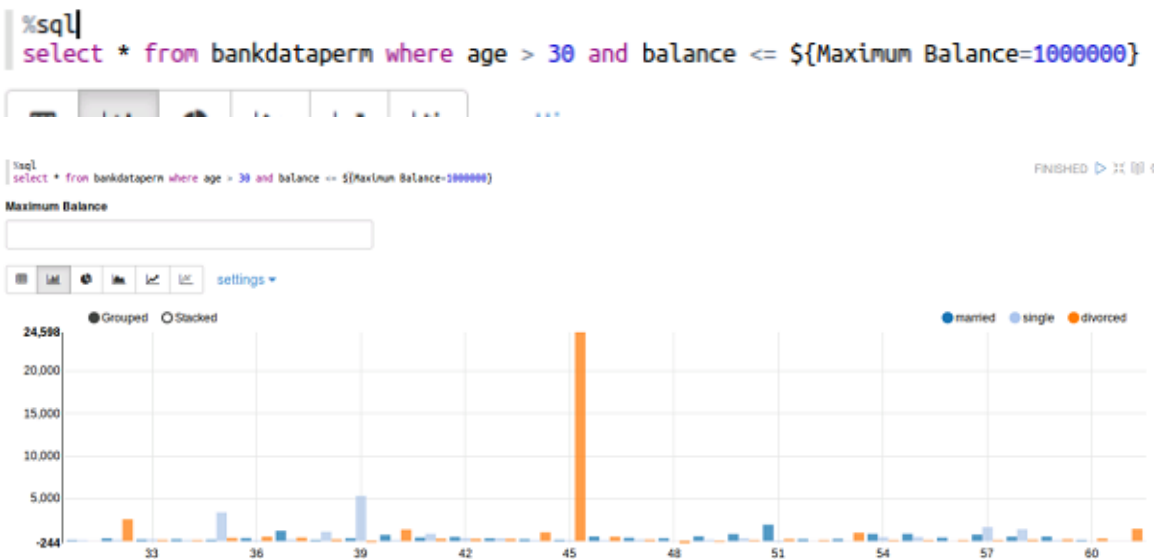 %sql
select * from bankdataperm where age > 30 and balance <= ${Maximum Balance=1000000}
%sql
select * from bankdataperm where age > 30 and balance <= ${Maximum Balance=1000000}
FINISHED
Maximum Balance
settings
Grouped Stacked
married single divorced
24,598
20,000
15,000
10,000
5,000
-244
33 36 39 42 45 48 51 54 57 60